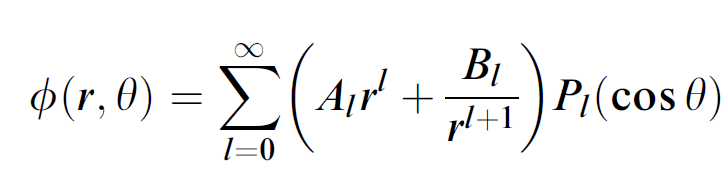 ϕ(r, θ) = ∑_{l=0}^{∞} (A_l r^l + B_l / r^{l+1}) P_l(cos θ)